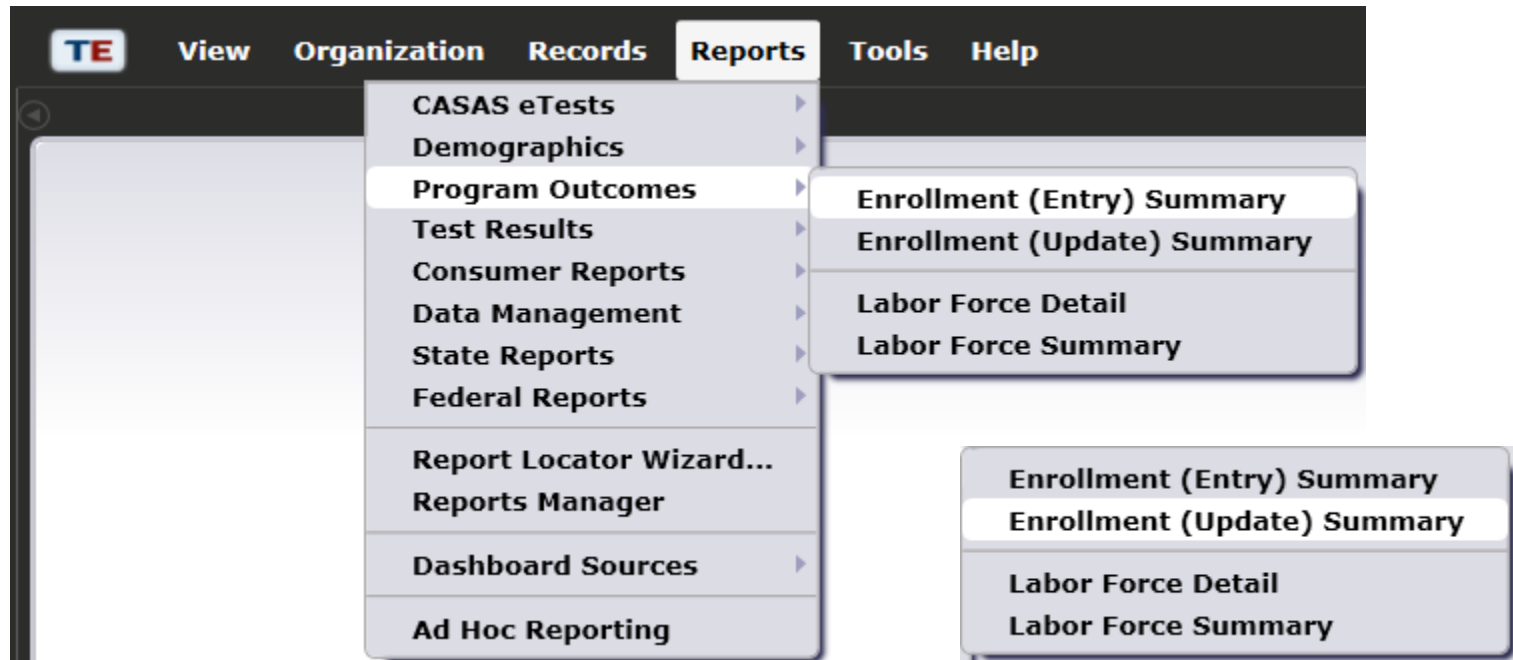 TE View Organization Records Reports Tools Help
CASAS eTests
Demographics
Program Outcomes
Test Results
Consumer Reports
Data Management
State Reports
Federal Reports
Report Locator Wizard...
Reports Manager
Dashboard Sources
Ad Hoc Reporting
Enrollment (Entry) Summary
Enrollment (Update) Summary
Labor Force Detail
Labor Force Summary
Enrollment (Entry) Summary
Enrollment (Update) Summary
Labor Force Detail
Labor Force Summary